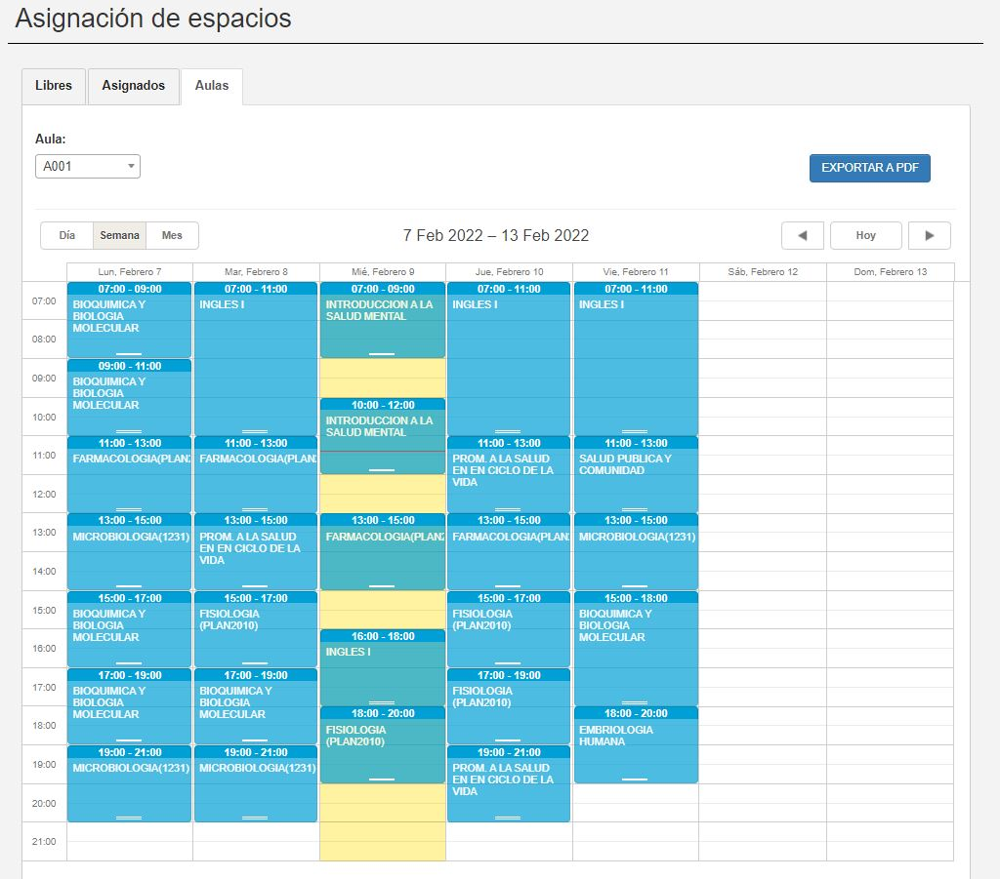 Asignación de espacios
Libres
Asignados
Aulas
Aula:
A001
EXPORTAR A PDF
Día
Semana
Mes
7 Feb 2022 – 13 Feb 2022
Hoy
Lun, Febrero 7
Mar, Febrero 8
Mié, Febrero 9
Jue, Febrero 10
Vie, Febrero 11
Sáb, Febrero 12
Dom, Febrero 13
07:00
08:00
09:00
10:00
11:00
12:00
13:00
14:00
15:00
16:00
17:00
18:00
19:00
20:00
21:00
07:00 - 09:00
BIOQUIMICA Y
BIOLOGIA
MOLECULAR
09:00 - 11:00
BIOQUIMICA Y
BIOLOGIA
MOLECULAR
11:00 - 13:00
FARMACOLOGIA(PLAN
13:00 - 15:00
MICROBIOLOGIA(1231)
15:00 - 17:00
BIOQUIMICA Y
BIOLOGIA
MOLECULAR
17:00 - 19:00
BIOQUIMICA Y
BIOLOGIA
MOLECULAR
19:00 - 21:00
MICROBIOLOGIA(1231)
07:00 - 11:00
INGLES I
11:00 - 13:00
FARMACOLOGIA(PLAN
13:00 - 15:00
PROM. A LA SALUD
EN EN CICLO DE LA
VIDA
15:00 - 17:00
FISIOLOGIA
(PLAN2010)
17:00 - 19:00
BIOQUIMICA Y
BIOLOGIA
MOLECULAR
19:00 - 21:00
MICROBIOLOGIA(1231)
07:00 - 09:00
INTRODUCCION A LA
SALUD MENTAL
10:00 - 12:00
INTRODUCCION A LA
SALUD MENTAL
13:00 - 15:00
FARMACOLOGIA(PLAN
16:00 - 18:00
INGLES I
18:00 - 20:00
FISIOLOGIA
(PLAN2010)
07:00 - 11:00
INGLES I
11:00 - 13:00
PROM. A LA SALUD
EN EN CICLO DE LA
VIDA
13:00 - 15:00
FARMACOLOGIA(PLAN
15:00 - 17:00
FISIOLOGIA
(PLAN2010)
17:00 - 19:00
FISIOLOGIA
(PLAN2010)
19:00 - 21:00
PROM. A LA SALUD
EN EN CICLO DE LA
VIDA
07:00 - 11:00
INGLES I
11:00 - 13:00
SALUD PUBLICA Y
COMUNIDAD
13:00 - 15:00
MICROBIOLOGIA(1231)
15:00 - 18:00
BIOQUIMICA Y
BIOLOGIA
MOLECULAR
18:00 - 20:00
EMBRIOLOGIA
HUMANA